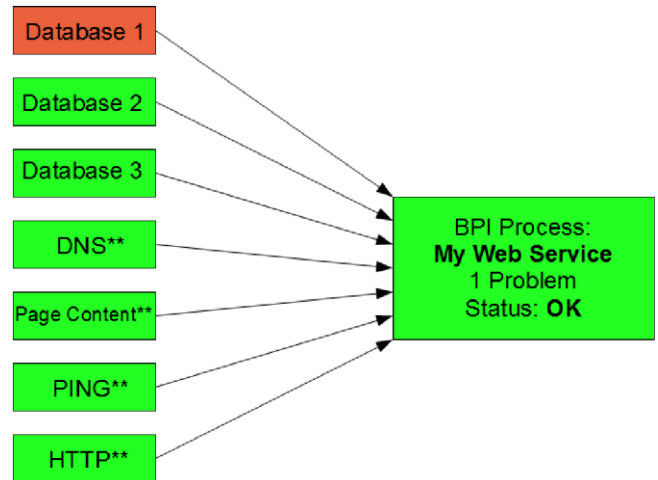 Database 1
Database 2
Database 3
DNS**
Page Content**
PING**
HTTP**
BPI Process:
My Web Service
1 Problem
Status: OK